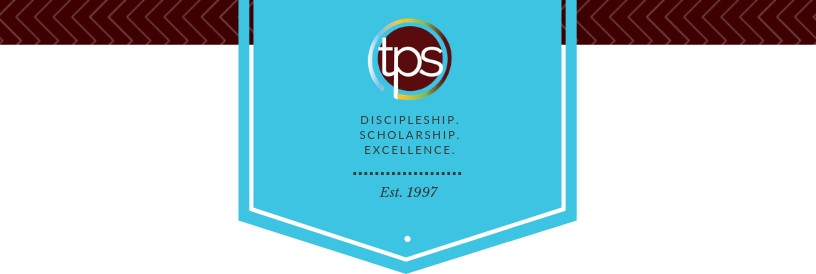 tps
DISCIPLESHIP.
SCHOLARSHIP.
EXCELLENCE.
Est. 1997